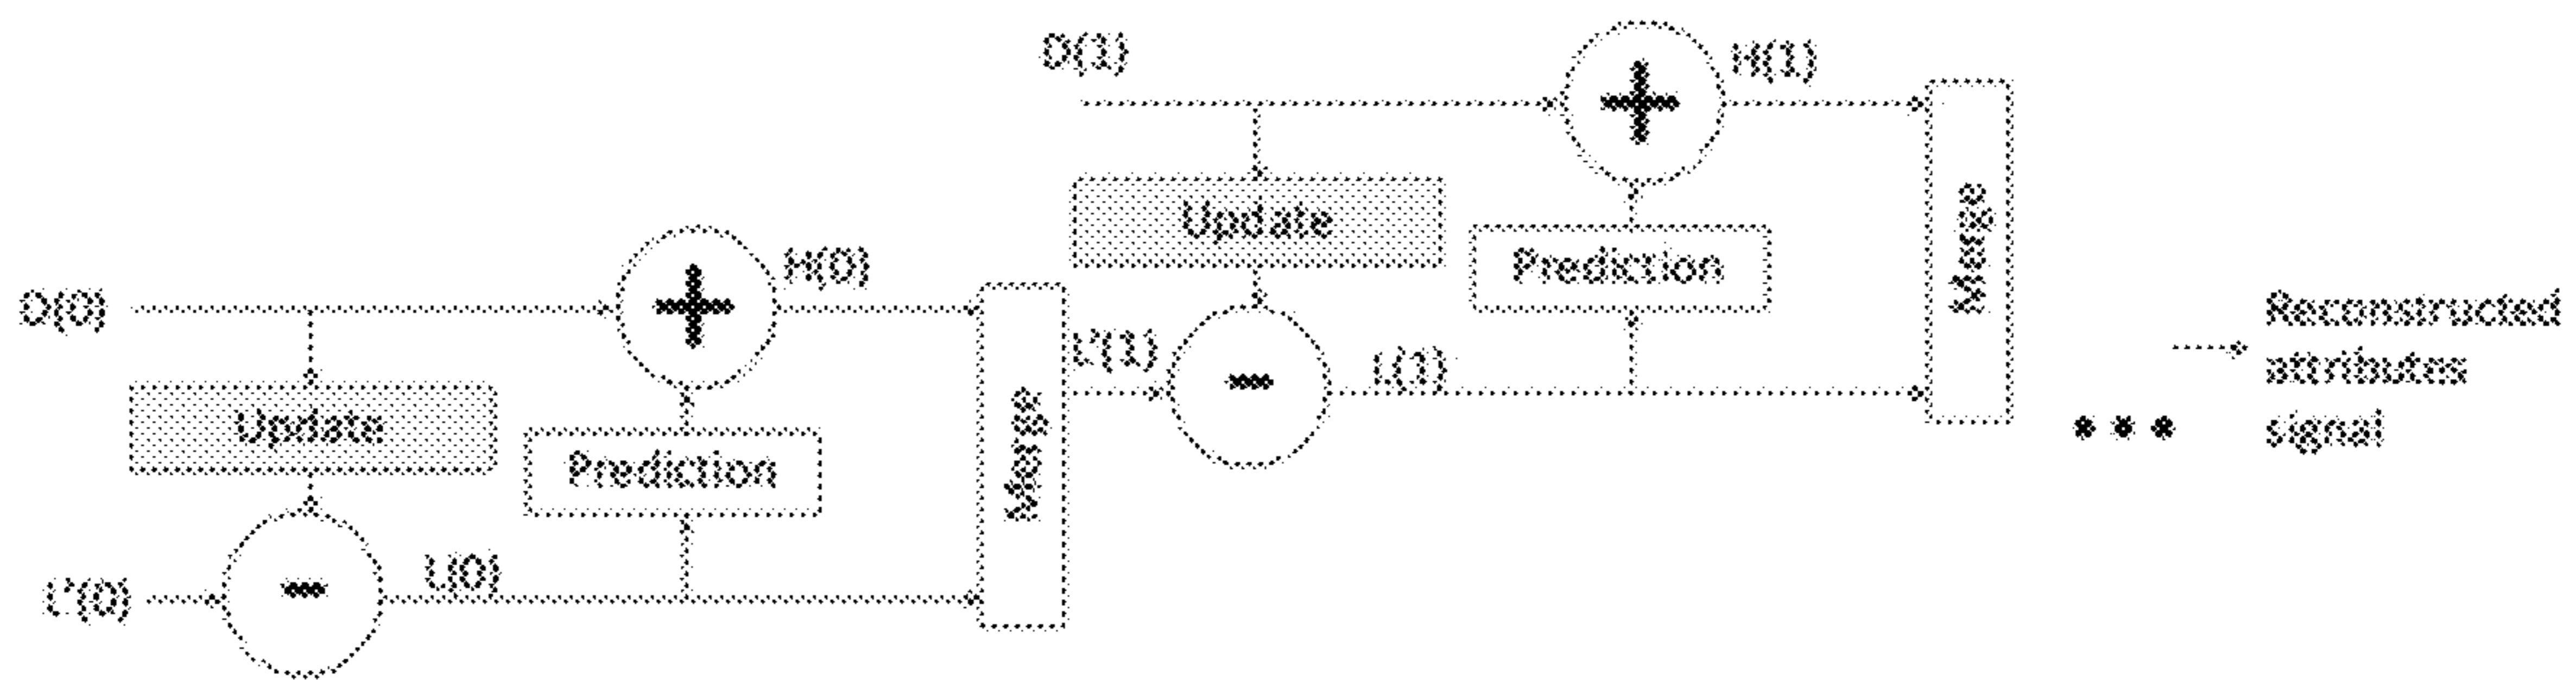 D(0)
Update
L'(0)
-
L(0)
+
H(0)
Prediction
Merge
D(1)
Update
L'(1)
-
L(1)
+
H(1)
Prediction
Merge
Reconstructed
attributes
signal